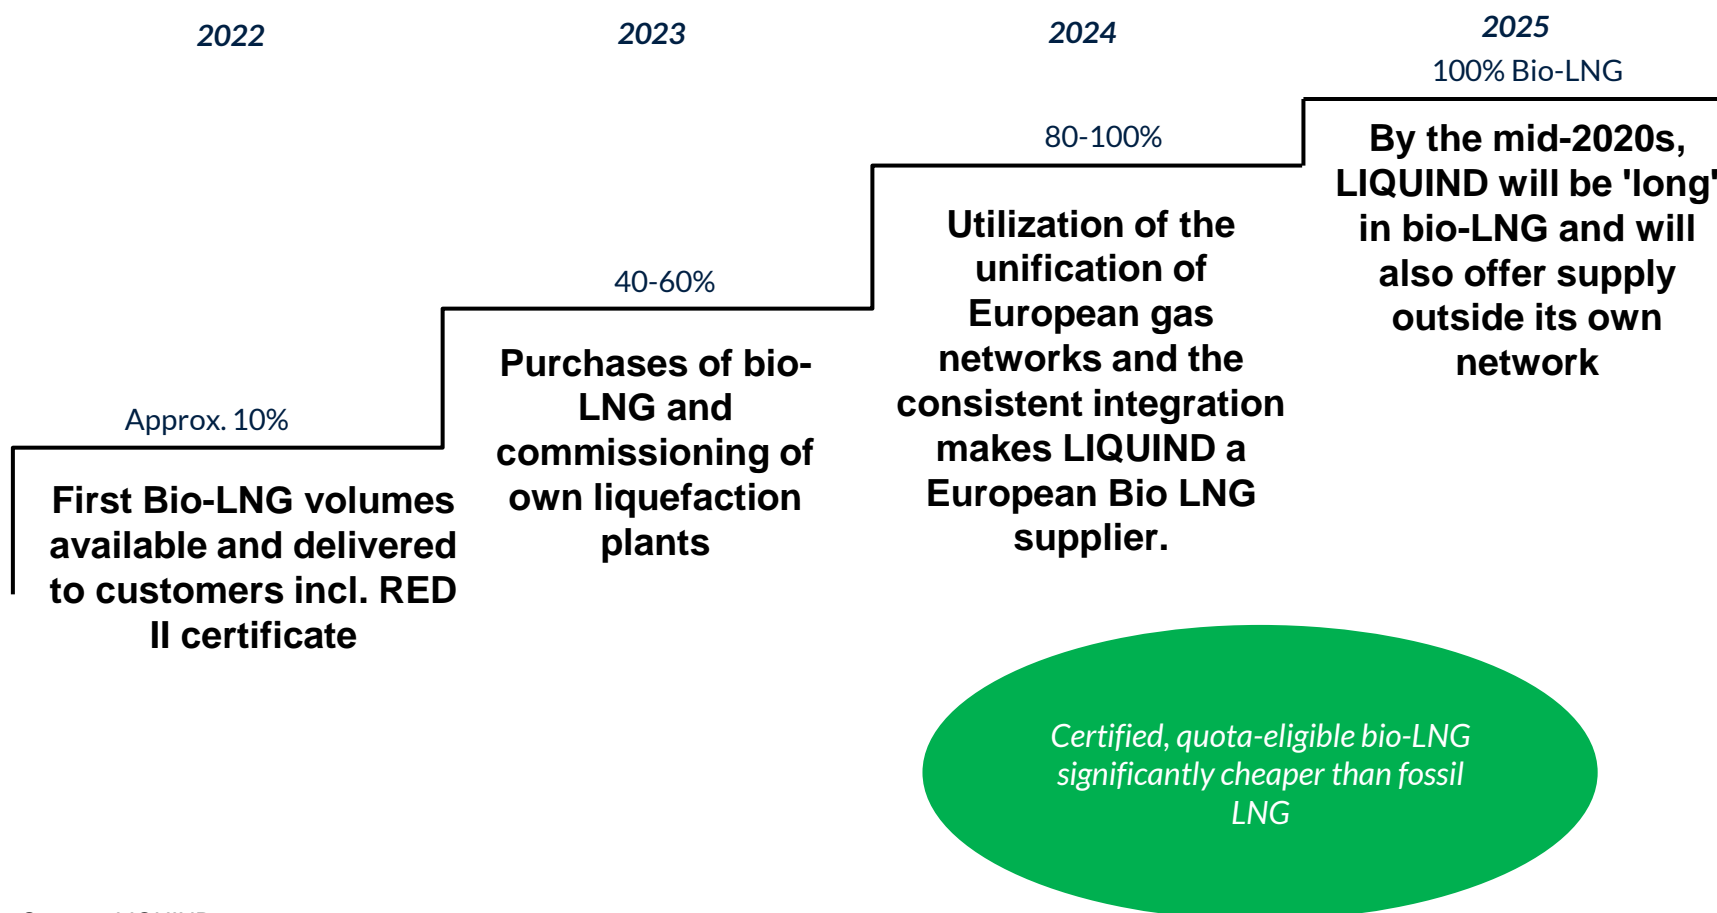 2022
2023
2024
2025
100% Bio-LNG
80-100%
40-60%
Approx. 10%
First Bio-LNG volumes
available and delivered
to customers incl. RED
II certificate
Purchases of bio-
LNG and
commissioning of
own liquefaction
plants
Utilization of the
unification of
European gas
networks and the
consistent integration
makes LIQUIND a
European Bio LNG
supplier.
By the mid-2020s,
LIQUIND will be 'long'
in bio-LNG and will
also offer supply
outside its own
network
Certified, quota-eligible bio-LNG
significantly cheaper than fossil
LNG